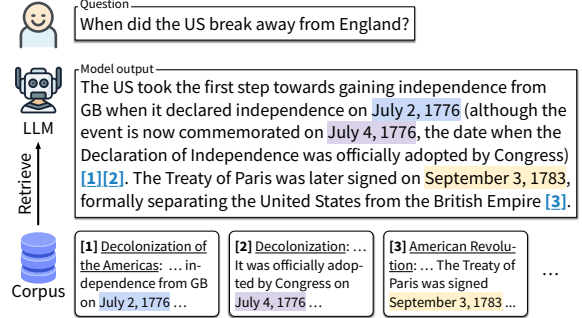 Question
When did the US break away from England?
Model output
The US took the first step towards gaining independence from
GB when it declared independence on July 2, 1776 (although the
event is now commemorated on July 4, 1776, the date when the
Declaration of Independence was officially adopted by Congress)
[1][2]. The Treaty of Paris was later signed on September 3, 1783,
formally separating the United States from the British Empire [3].
LLM
Retrieve
Corpus
[1] Decolonization of
the Americas: … in-
dependence from GB
on July 2, 1776 …
[2] Decolonization: …
It was officially adop-
ted by Congress on
July 4, 1776 …
[3] American Revolu-
tion: … The Treaty of
Paris was signed
September 3, 1783 ...
…